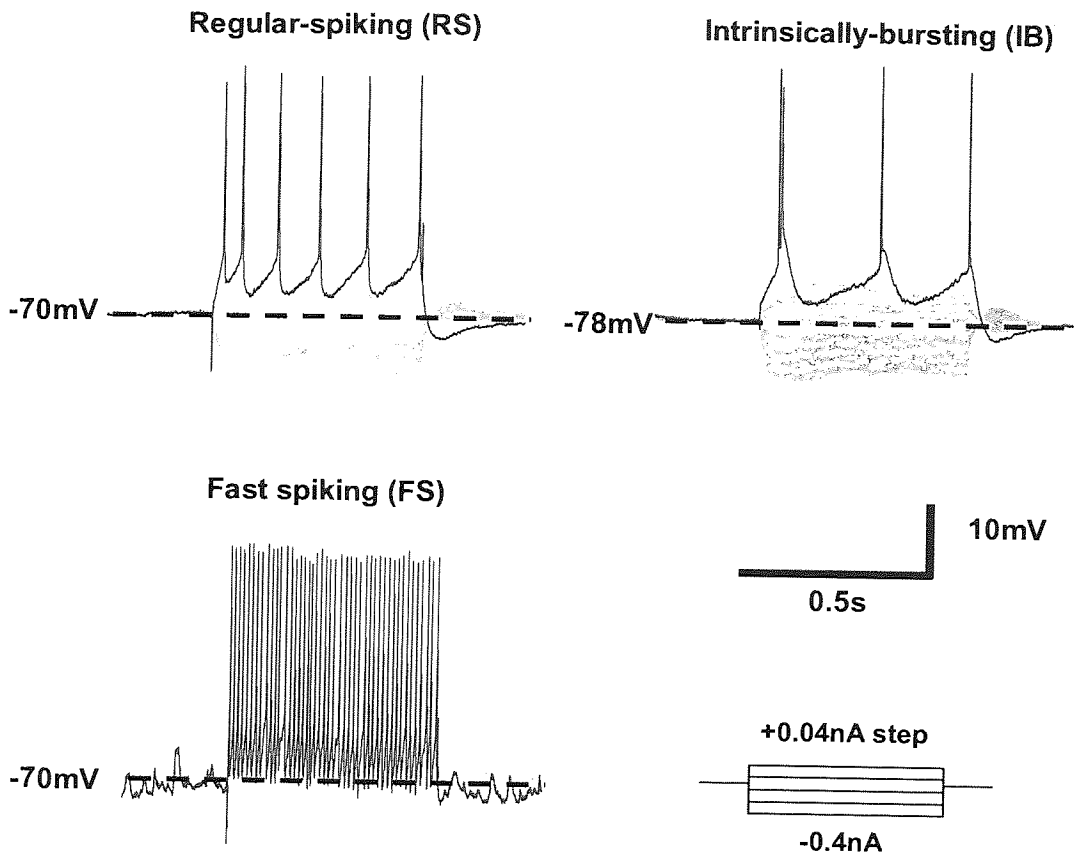 Regular-spiking (RS)
Intrinsically-bursting (IB)
-70mV
-78mV
Fast spiking (FS)
10mV
0.5s
-70mV
+0.04nA step
-0.4nA